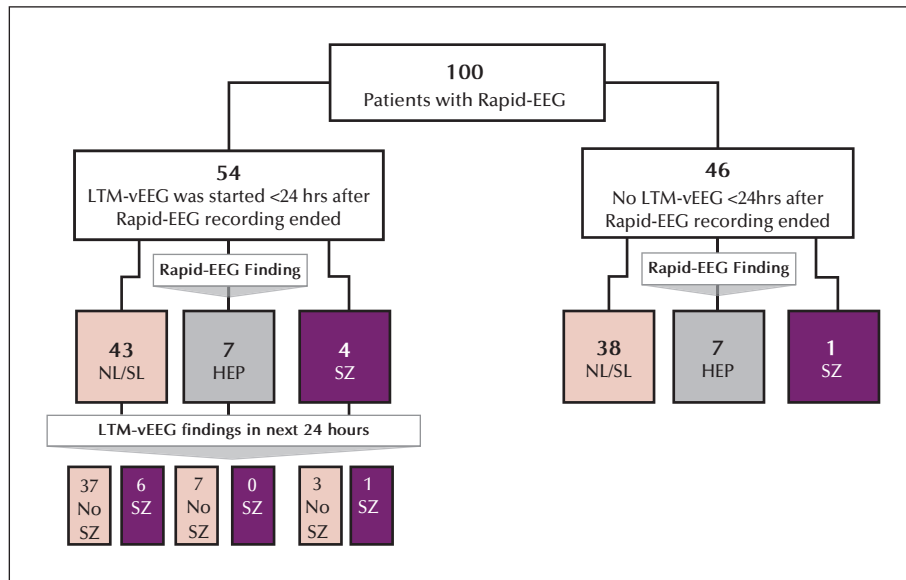 100
Patients with Rapid-EEG
54
LTM-vEEG was started <24 hrs after
Rapid-EEG recording ended
46
No LTM-vEEG <24hrs after
Rapid-EEG recording ended
Rapid-EEG Finding
Rapid-EEG Finding
43
NL/SL
7
HEP
4
SZ
38
NL/SL
7
HEP
1
SZ
LTM-vEEG findings in next 24 hours
37
No
SZ
6
SZ
7
No
SZ
0
SZ
3
No
SZ
1
SZ